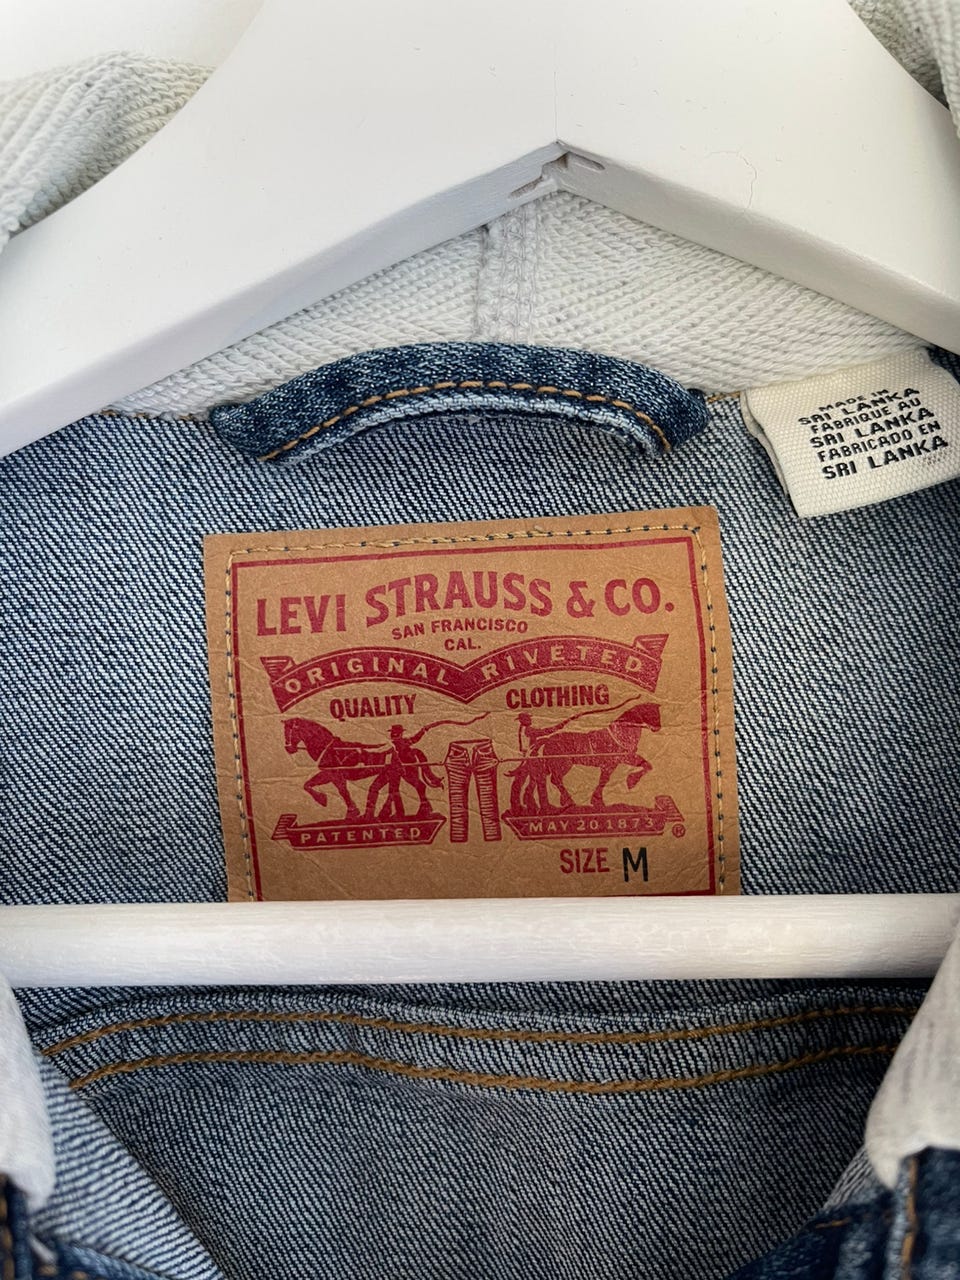 MADE IN
SRI LANKA
FABRIQUE AU
SRI LANKA
FABRICADO EN
SRI LANKA
LEVI STRAUSS & CO.
SAN FRANCISCO
CAL.
ORIGINAL RIVETED
QUALITY CLOTHING
PATENTED MAY 20 1873 ®
SIZE M